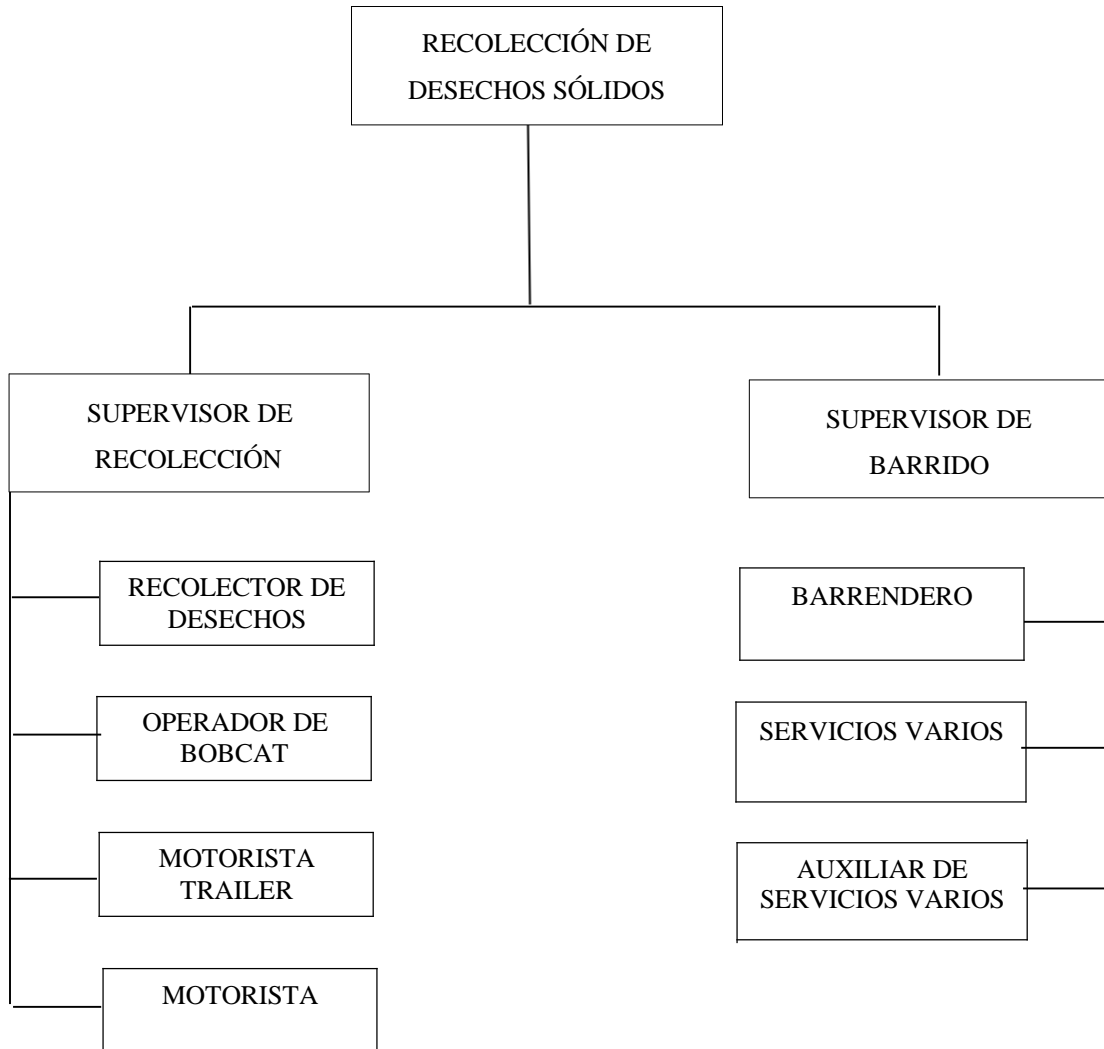 RECOLECCIÓN DE
DESECHOS SÓLIDOS
SUPERVISOR DE
RECOLECCIÓN
SUPERVISOR DE
BARRIDO
RECOLECTOR DE
DESECHOS
OPERADOR DE
BOBCAT
MOTORISTA
TRAILER
MOTORISTA
BARRENDERO
SERVICIOS VARIOS
AUXILIAR DE
SERVICIOS VARIOS